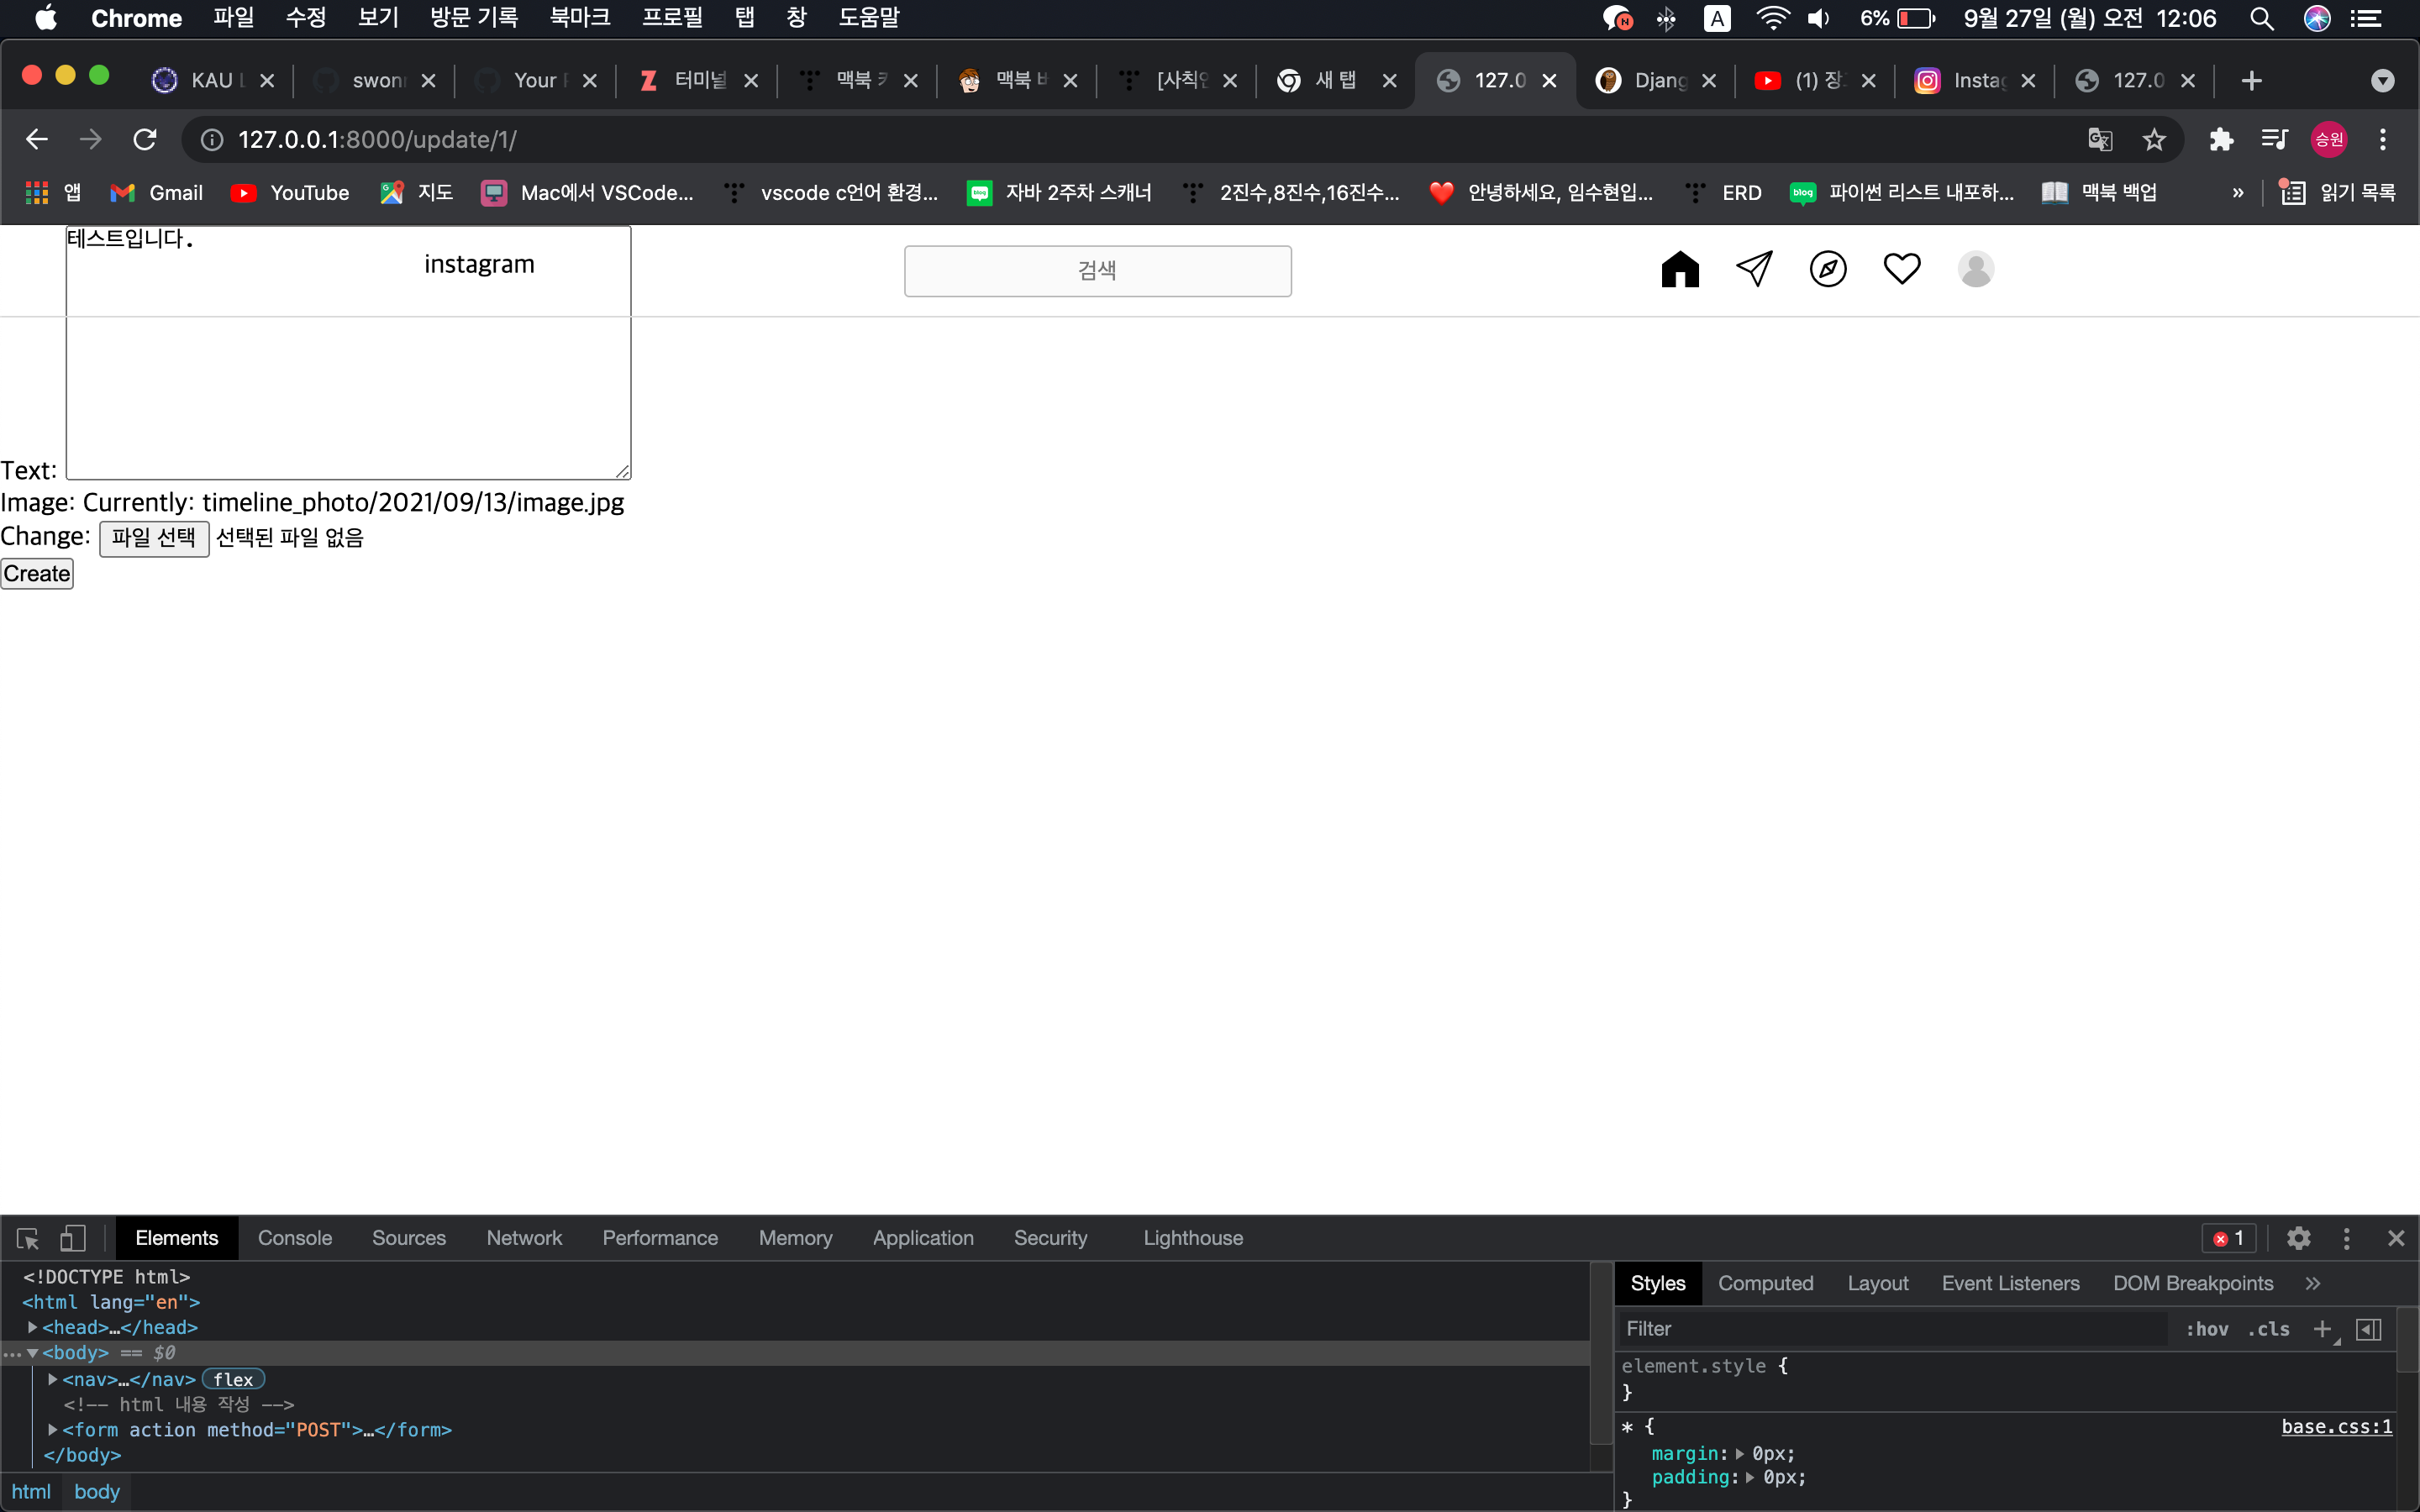 Chrome 파일 수정 보기 방문 기록 북마크 프로필 탭 창 도움말 N A 6% 9월 27일 (월) 오전 12:06
KAU L swonr Your R 터미널 맥북 키 맥북 ㅂ [사칙연 새 탭 127.0 Djang (1) 장 Instag 127.0
127.0.0.1:8000/update/1/ 승원
앱 Gmail YouTube 지도 Mac에서 VSCode... vscode c언어 환경... 자바 2주차 스캐너 2진수,8진수,16진수... 안녕하세요, 임수현입... ERD 파이썬 리스트 내포하... 맥북 백업 » 읽기 목록
테스트입니다.
instagram 검색
Text:
Image: Currently: timeline_photo/2021/09/13/image.jpg
Change: 파일 선택 선택된 파일 없음
Create
Elements Console Sources Network Performance Memory Application Security Lighthouse 1
<!DOCTYPE html>
<html lang="en">
<head>…</head>
<body> == $0
<nav>…</nav> flex
<!-- html 내용 작성 -->
<form action method="POST">…</form>
</body>
html body
Styles Computed Layout Event Listeners DOM Breakpoints »
Filter :hov .cls
element.style {
}
* { base.css:1
margin: 0px;
padding: 0px;
}